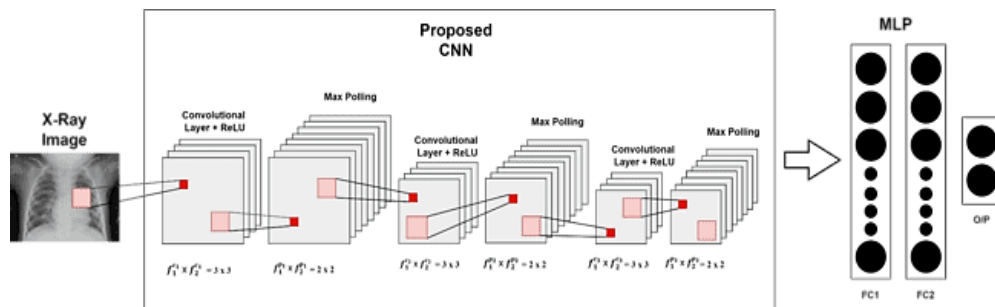 Proposed
CNN
MLP
X-Ray
Image
Convolutional
Layer + ReLU
Max Polling
Convolutional
Layer + ReLU
Max Polling
Convolutional
Layer + ReLU
Max Polling
= 3 x 3
= 2 x 2
= 3 x 3
= 2 x 2
= 3 x 3
= 2 x 2
FC1
FC2
O/P